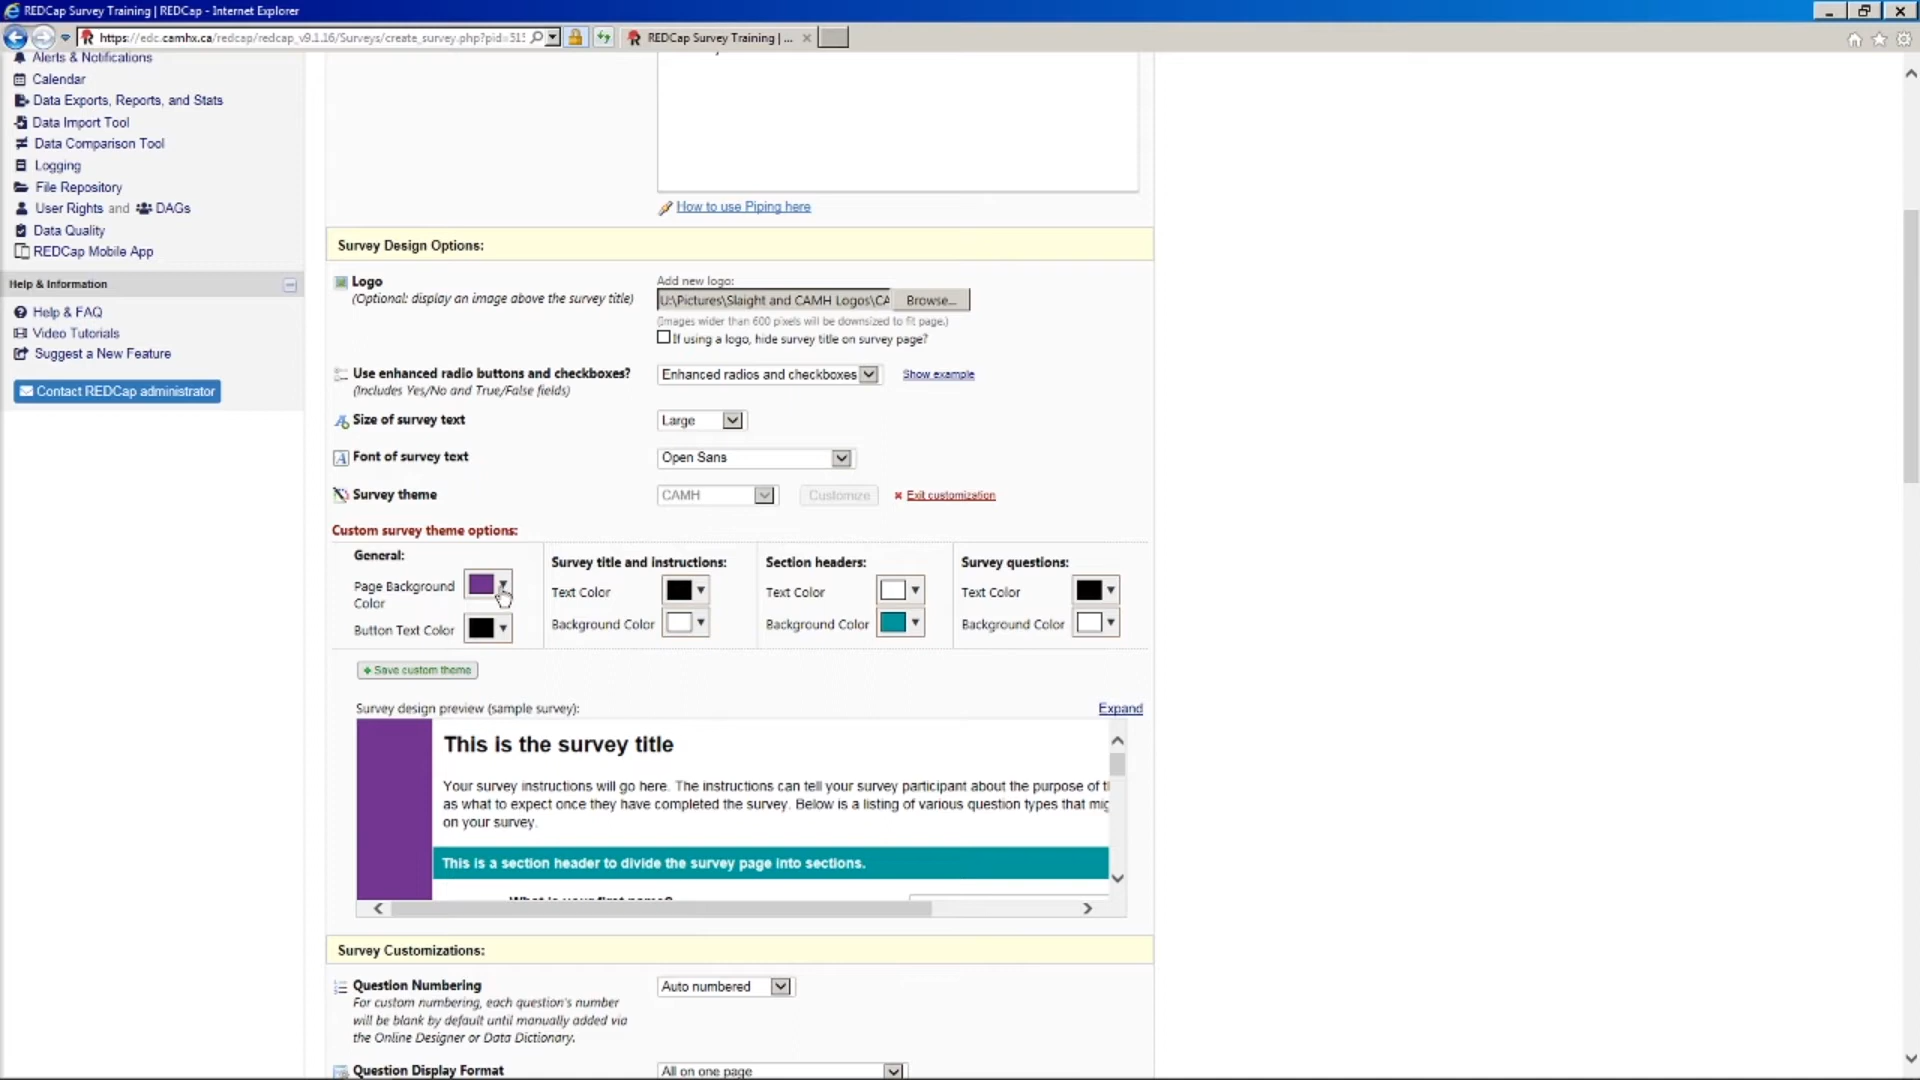 REDCap Survey Training | REDCap - Internet Explorer
https://edc.camhx.ca/redcap/redcap_v9.1.16/Surveys/create_survey.php?pid=515
REDCap Survey Training | ...
Alerts & Notifications
Calendar
Data Exports, Reports, and Stats
Data Import Tool
Data Comparison Tool
Logging
File Repository
User Rights and DAGs
Data Quality
REDCap Mobile App
Help & Information
Help & FAQ
Video Tutorials
Suggest a New Feature
Contact REDCap administrator
How to use Piping here
Survey Design Options:
Logo
(Optional: display an image above the survey title)
Add new logo:
U:\Pictures\Slaight and CAMH Logos\CA Browse...
(Images wider than 600 pixels will be downsized to fit page.)
If using a logo, hide survey title on survey page?
Use enhanced radio buttons and checkboxes?
(Includes Yes/No and True/False fields)
Enhanced radios and checkboxes Show example
Size of survey text Large
Font of survey text Open Sans
Survey theme CAMH Customize Exit customization
Custom survey theme options:
General:
Page Background Color
Button Text Color
Survey title and instructions:
Text Color
Background Color
Section headers:
Text Color
Background Color
Survey questions:
Text Color
Background Color
Save custom theme
Survey design preview (sample survey): Expand
This is the survey title
Your survey instructions will go here. The instructions can tell your survey participant about the purpose of
as what to expect once they have completed the survey. Below is a listing of various question types that
on your survey.
This is a section header to divide the survey page into sections.
What is your first name?
Survey Customizations:
Question Numbering Auto numbered
For custom numbering, each question's number
will be blank by default until manually added via
the Online Designer or Data Dictionary.
Question Display Format All on one page